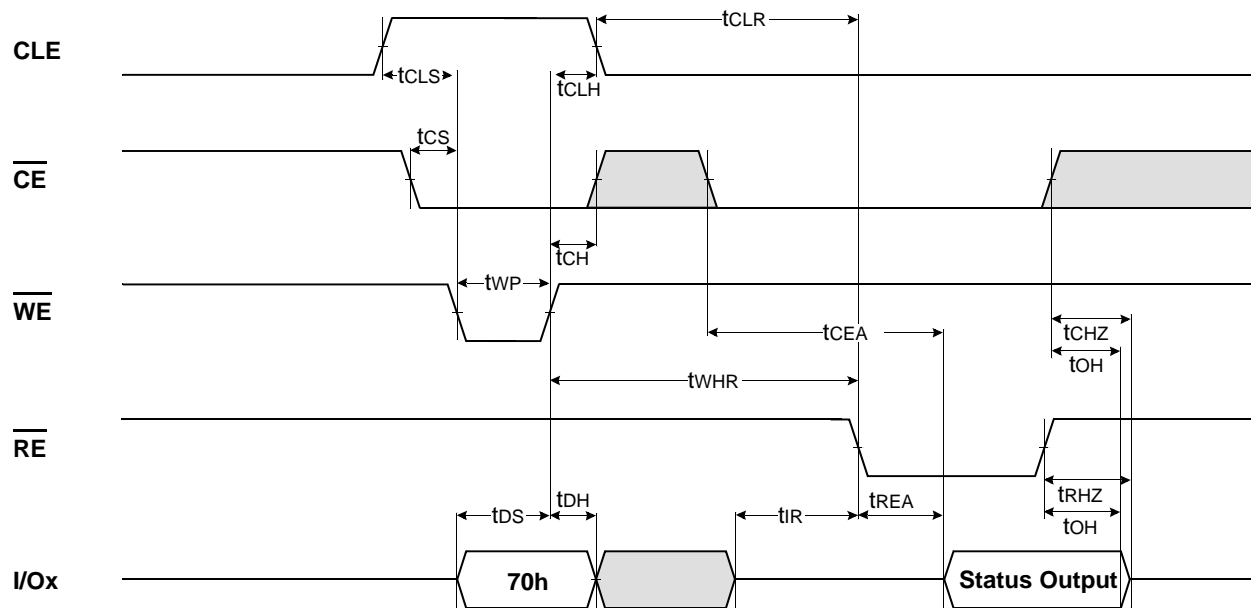 tCLR
CLE
tCLS
tCLH
tCS
CE
tCH
tWP
WE
tCEA
tCHZ
tOH
tWHR
RE
tDH
tDS
tIR
tREA
tRHZ
tOH
I/Ox
70h
Status Output